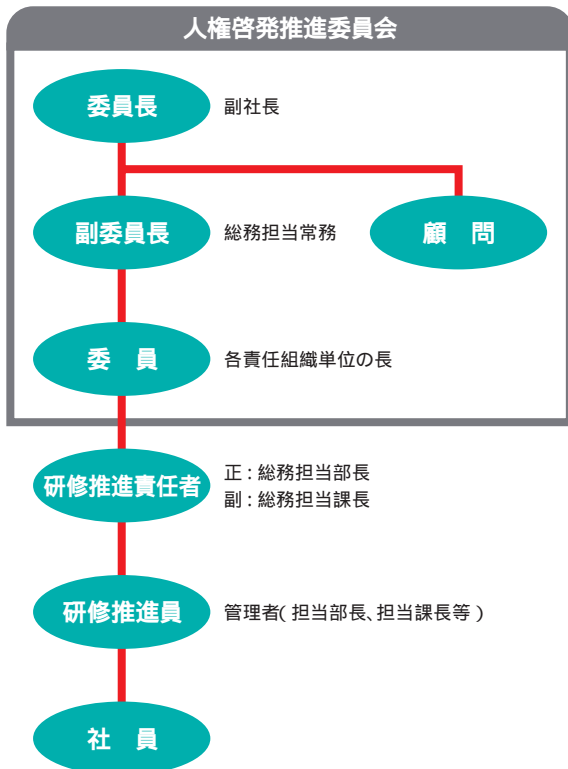 人権啓発推進委員会
委員長 副社長
副委員長 総務担当常務 顧　問
委　員 各責任組織単位の長
研修推進責任者 正：総務担当部長
副：総務担当課長
研修推進員 管理者（担当部長、担当課長等）
社　員